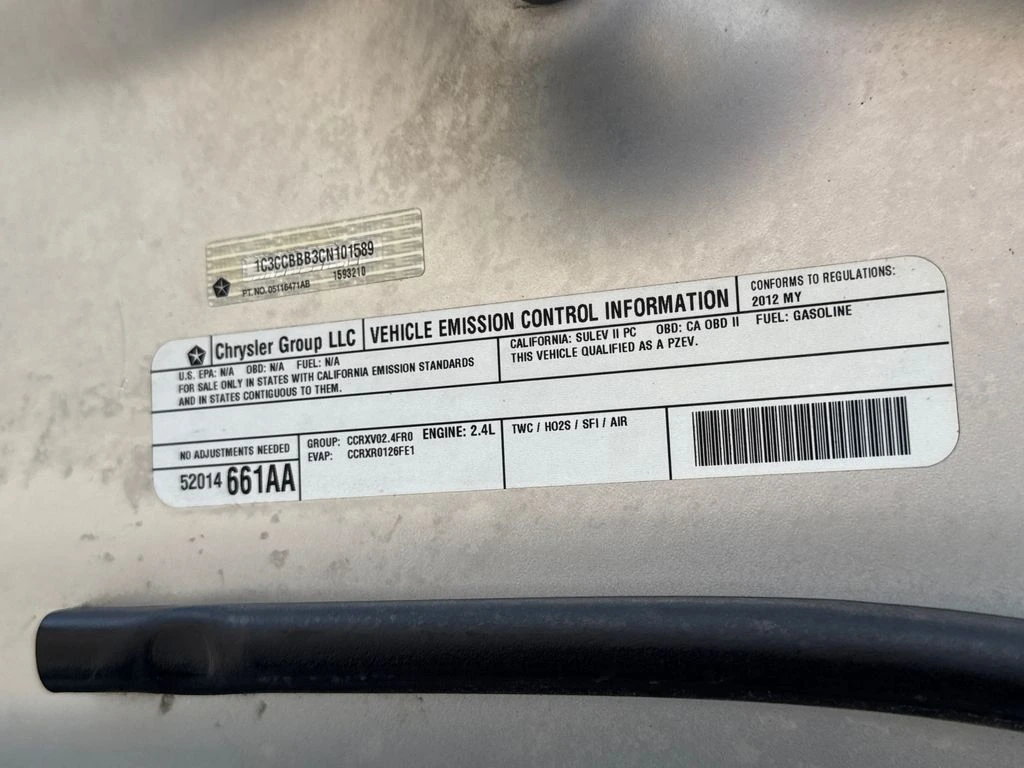 1C3CCBBB3CN101589
1593210
PT. NO. 05116471AB
Chrysler Group LLC
VEHICLE EMISSION CONTROL INFORMATION
CONFORMS TO REGULATIONS:
2012 MY
U.S. EPA: N/A OBD: N/A FUEL: N/A
FOR SALE ONLY IN STATES WITH CALIFORNIA EMISSION STANDARDS
AND IN STATES CONTIGUOUS TO THEM.
CALIFORNIA: SULEV II PC OBD: CA OBD II FUEL: GASOLINE
THIS VEHICLE QUALIFIED AS A PZEV.
NO ADJUSTMENTS NEEDED
52014 661AA
GROUP: CCRXV02.4FR0 ENGINE: 2.4L
EVAP: CCRXR0126FE1
TWC / HO2S / SFI / AIR